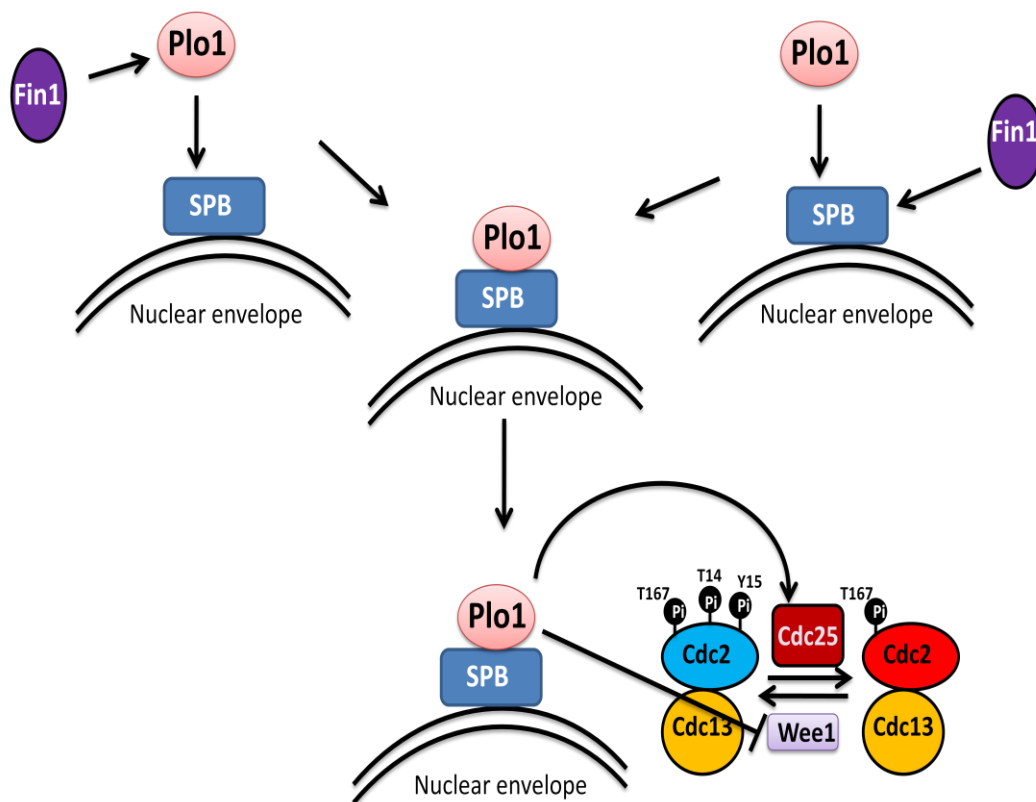 Plo1
Fin1
SPB
Nuclear envelope
Plo1
Fin1
SPB
Nuclear envelope
Plo1
SPB
Nuclear envelope
Plo1
SPB
Nuclear envelope
T167
Pi
T14
Pi
Y15
Pi
Cdc2
Cdc13
Cdc25
Wee1
T167
Pi
Cdc2
Cdc13